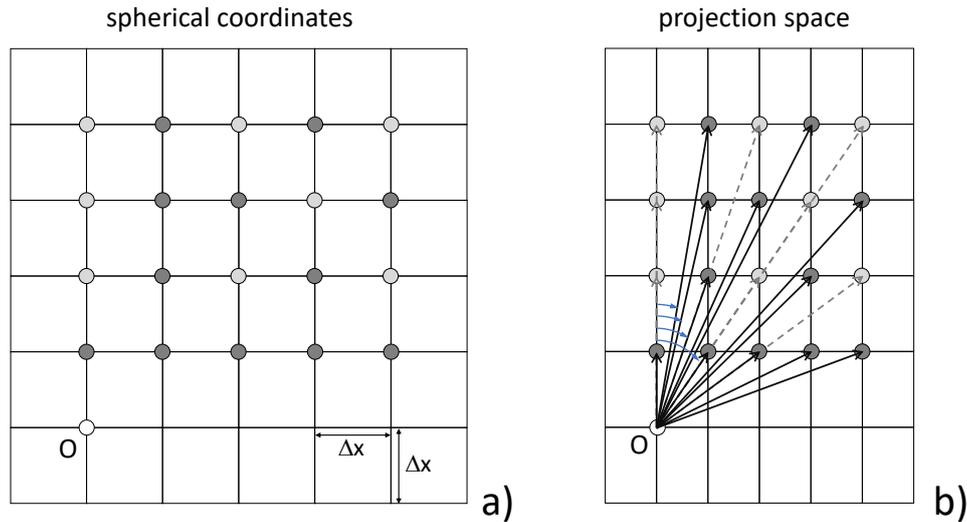 spherical coordinates
projection space
O
Δx
Δx
a)
O
b)